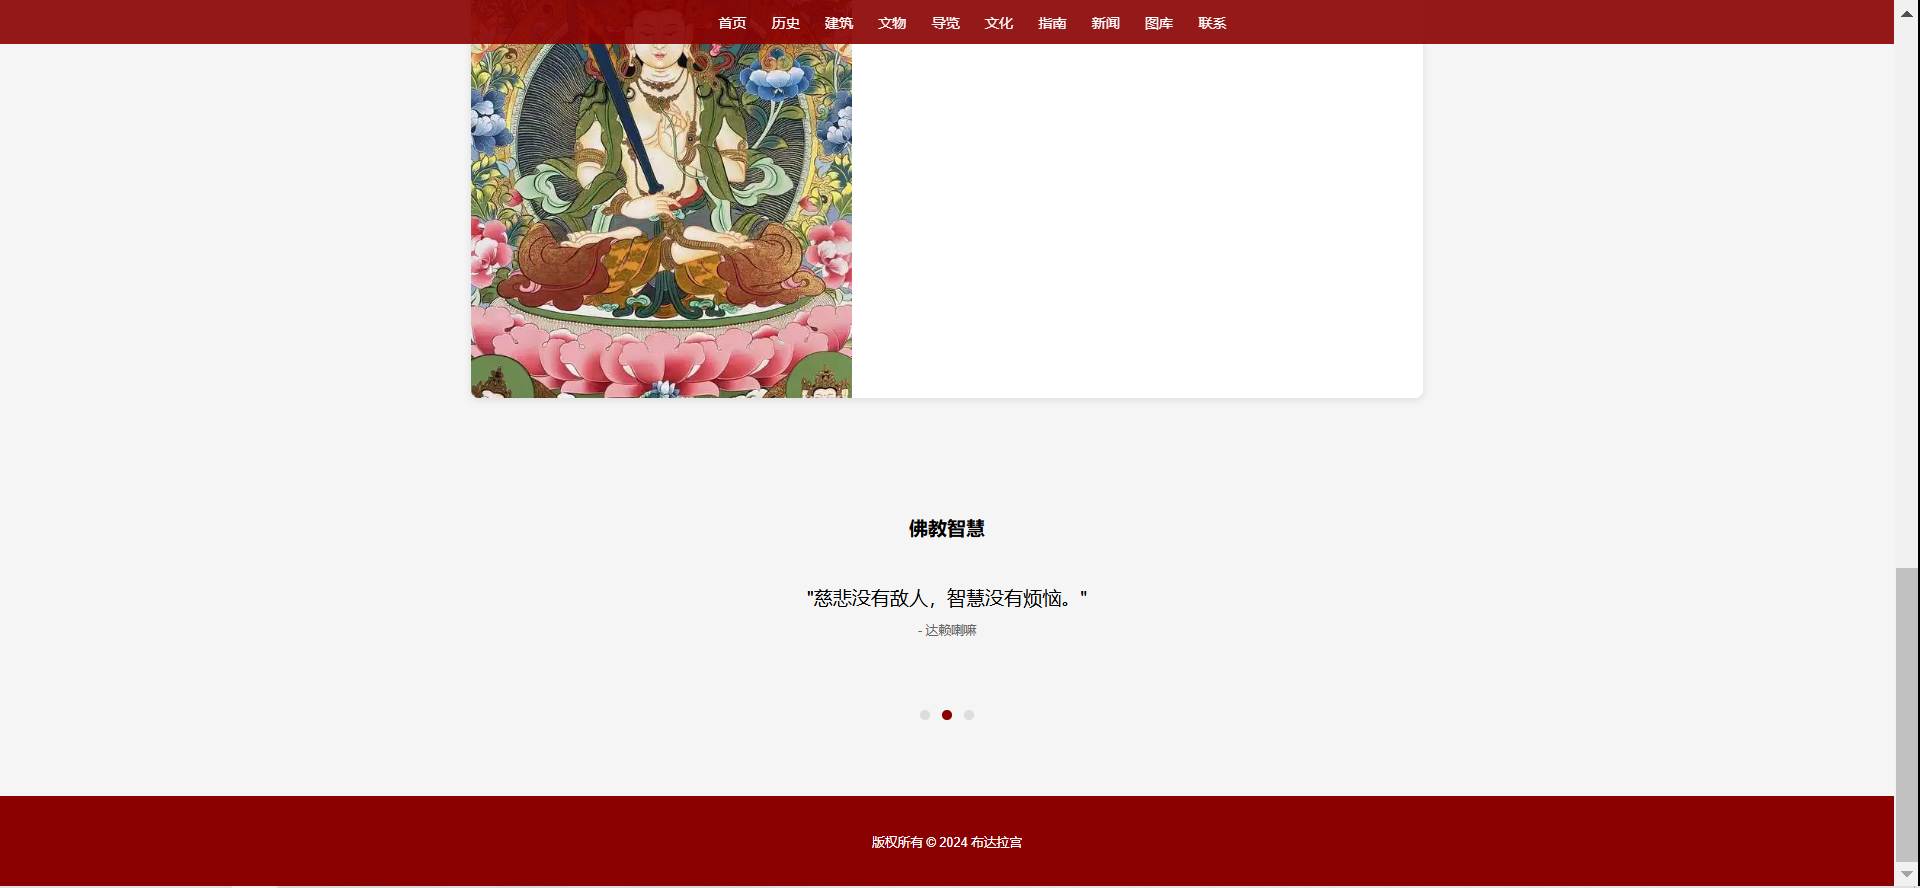 首页 历史 建筑 文物 导览 文化 指南 新闻 图库 联系
佛教智慧
"慈悲没有敌人，智慧没有烦恼。"
- 达赖喇嘛
版权所有 © 2024 布达拉宫